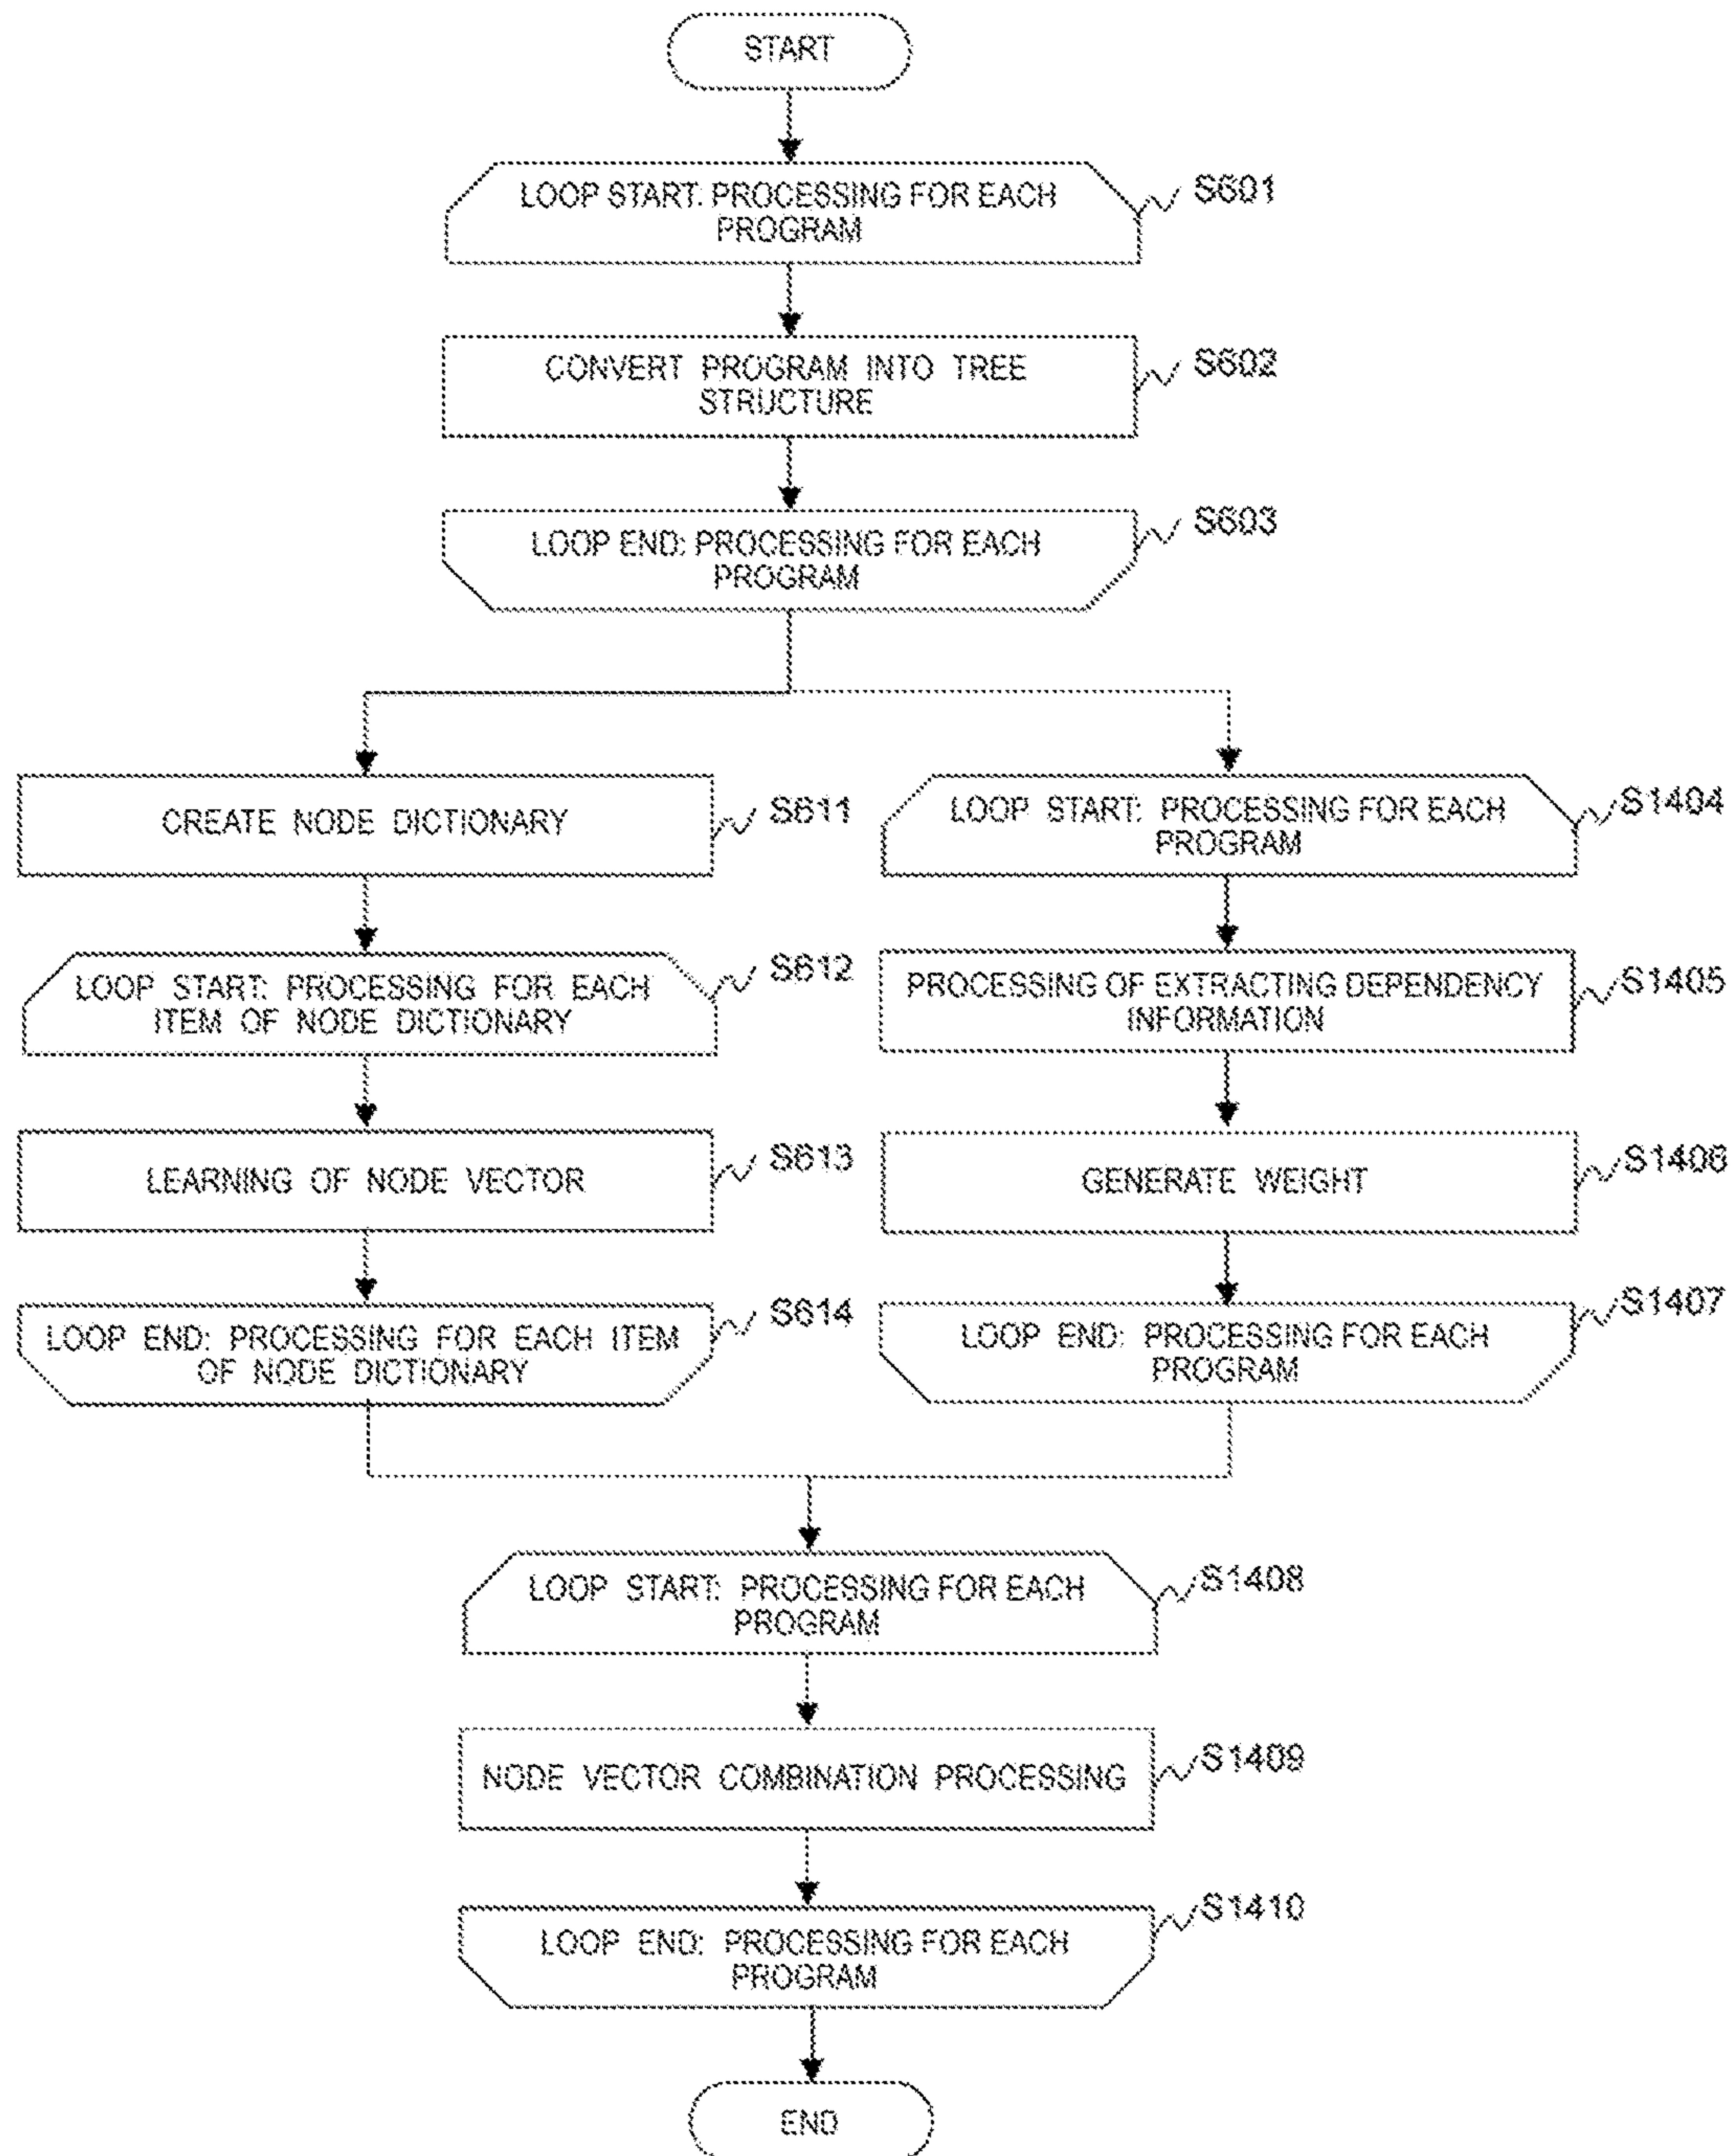 START
LOOP START: PROCESSING FOR EACH
PROGRAM
S601
CONVERT PROGRAM INTO TREE
STRUCTURE
S602
LOOP END: PROCESSING FOR EACH
PROGRAM
S603
CREATE NODE DICTIONARY
S611
LOOP START: PROCESSING FOR EACH
ITEM OF NODE DICTIONARY
S612
LEARNING OF NODE VECTOR
S613
LOOP END: PROCESSING FOR EACH ITEM
OF NODE DICTIONARY
S614
LOOP START: PROCESSING FOR EACH
PROGRAM
S1404
PROCESSING OF EXTRACTING DEPENDENCY
INFORMATION
S1405
GENERATE WEIGHT
S1406
LOOP END: PROCESSING FOR EACH
PROGRAM
S1407
LOOP START: PROCESSING FOR EACH
PROGRAM
S1408
NODE VECTOR COMBINATION PROCESSING
S1409
LOOP END: PROCESSING FOR EACH
PROGRAM
S1410
END